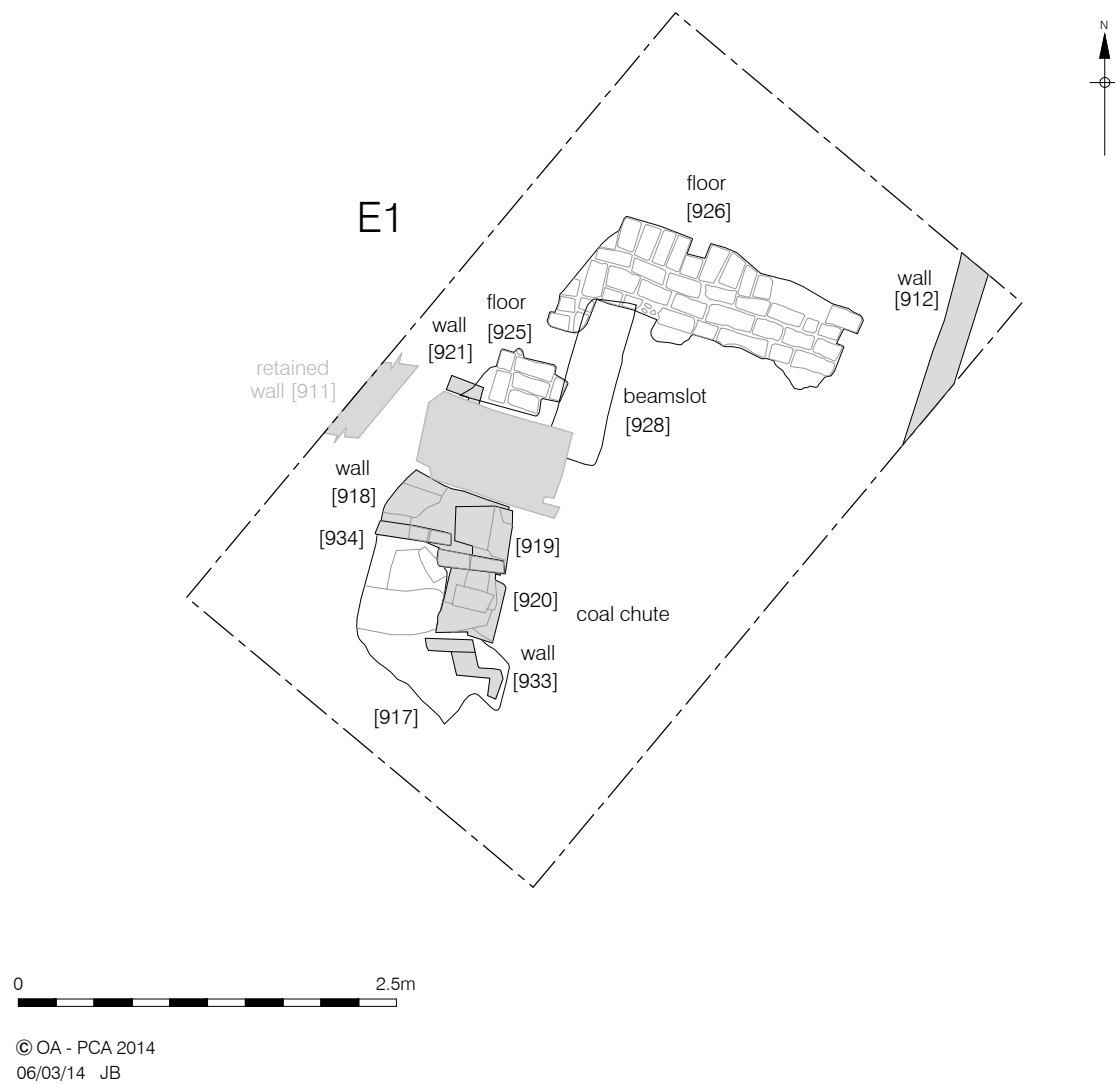 N
floor
[926]
E1
wall
[912]
floor
[925]
wall
[921]
retained
wall [911]
beamslot
[928]
wall
[918]
[934]
[919]
[920]
coal chute
wall
[933]
[917]
0 2.5m
© OA - PCA 2014
06/03/14 JB